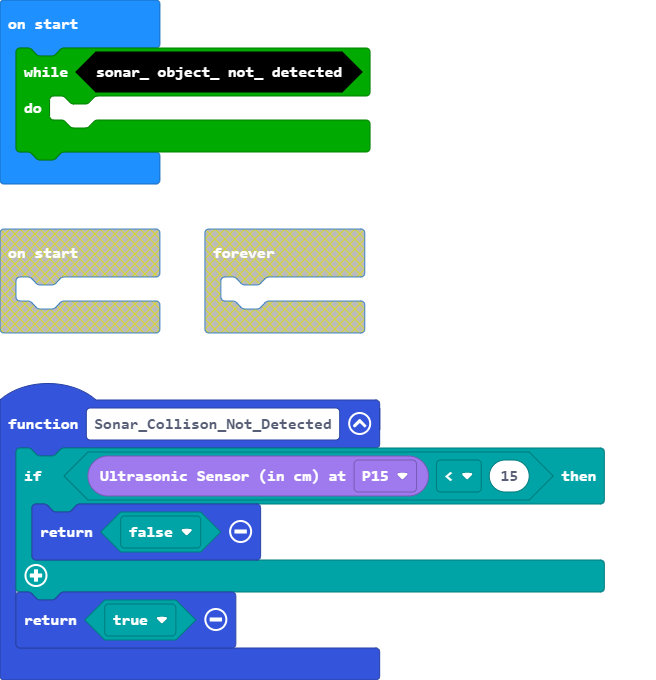 on start
while sonar_ object_ not_ detected
do
on start
forever
function Sonar_Collison_Not_Detected
if Ultrasonic Sensor (in cm) at P15 < 15 then
return false
return true